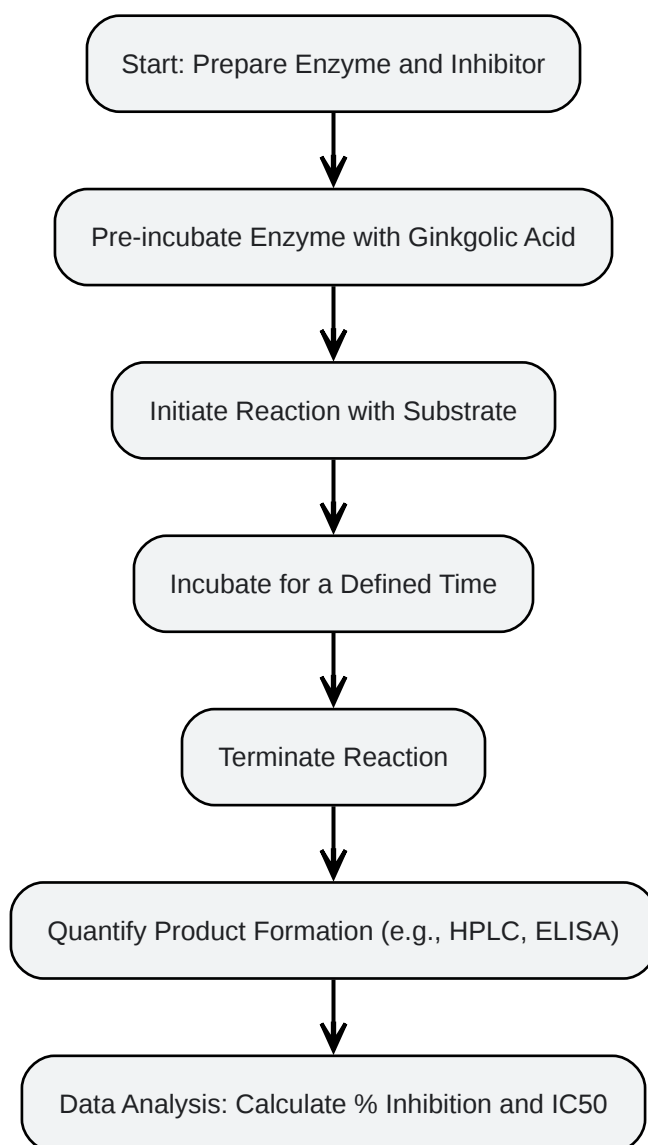 Start: Prepare Enzyme and Inhibitor
Pre-incubate Enzyme with Ginkgolic Acid
Initiate Reaction with Substrate
Incubate for a Defined Time
Terminate Reaction
Quantify Product Formation (e.g., HPLC, ELISA)
Data Analysis: Calculate % Inhibition and IC50